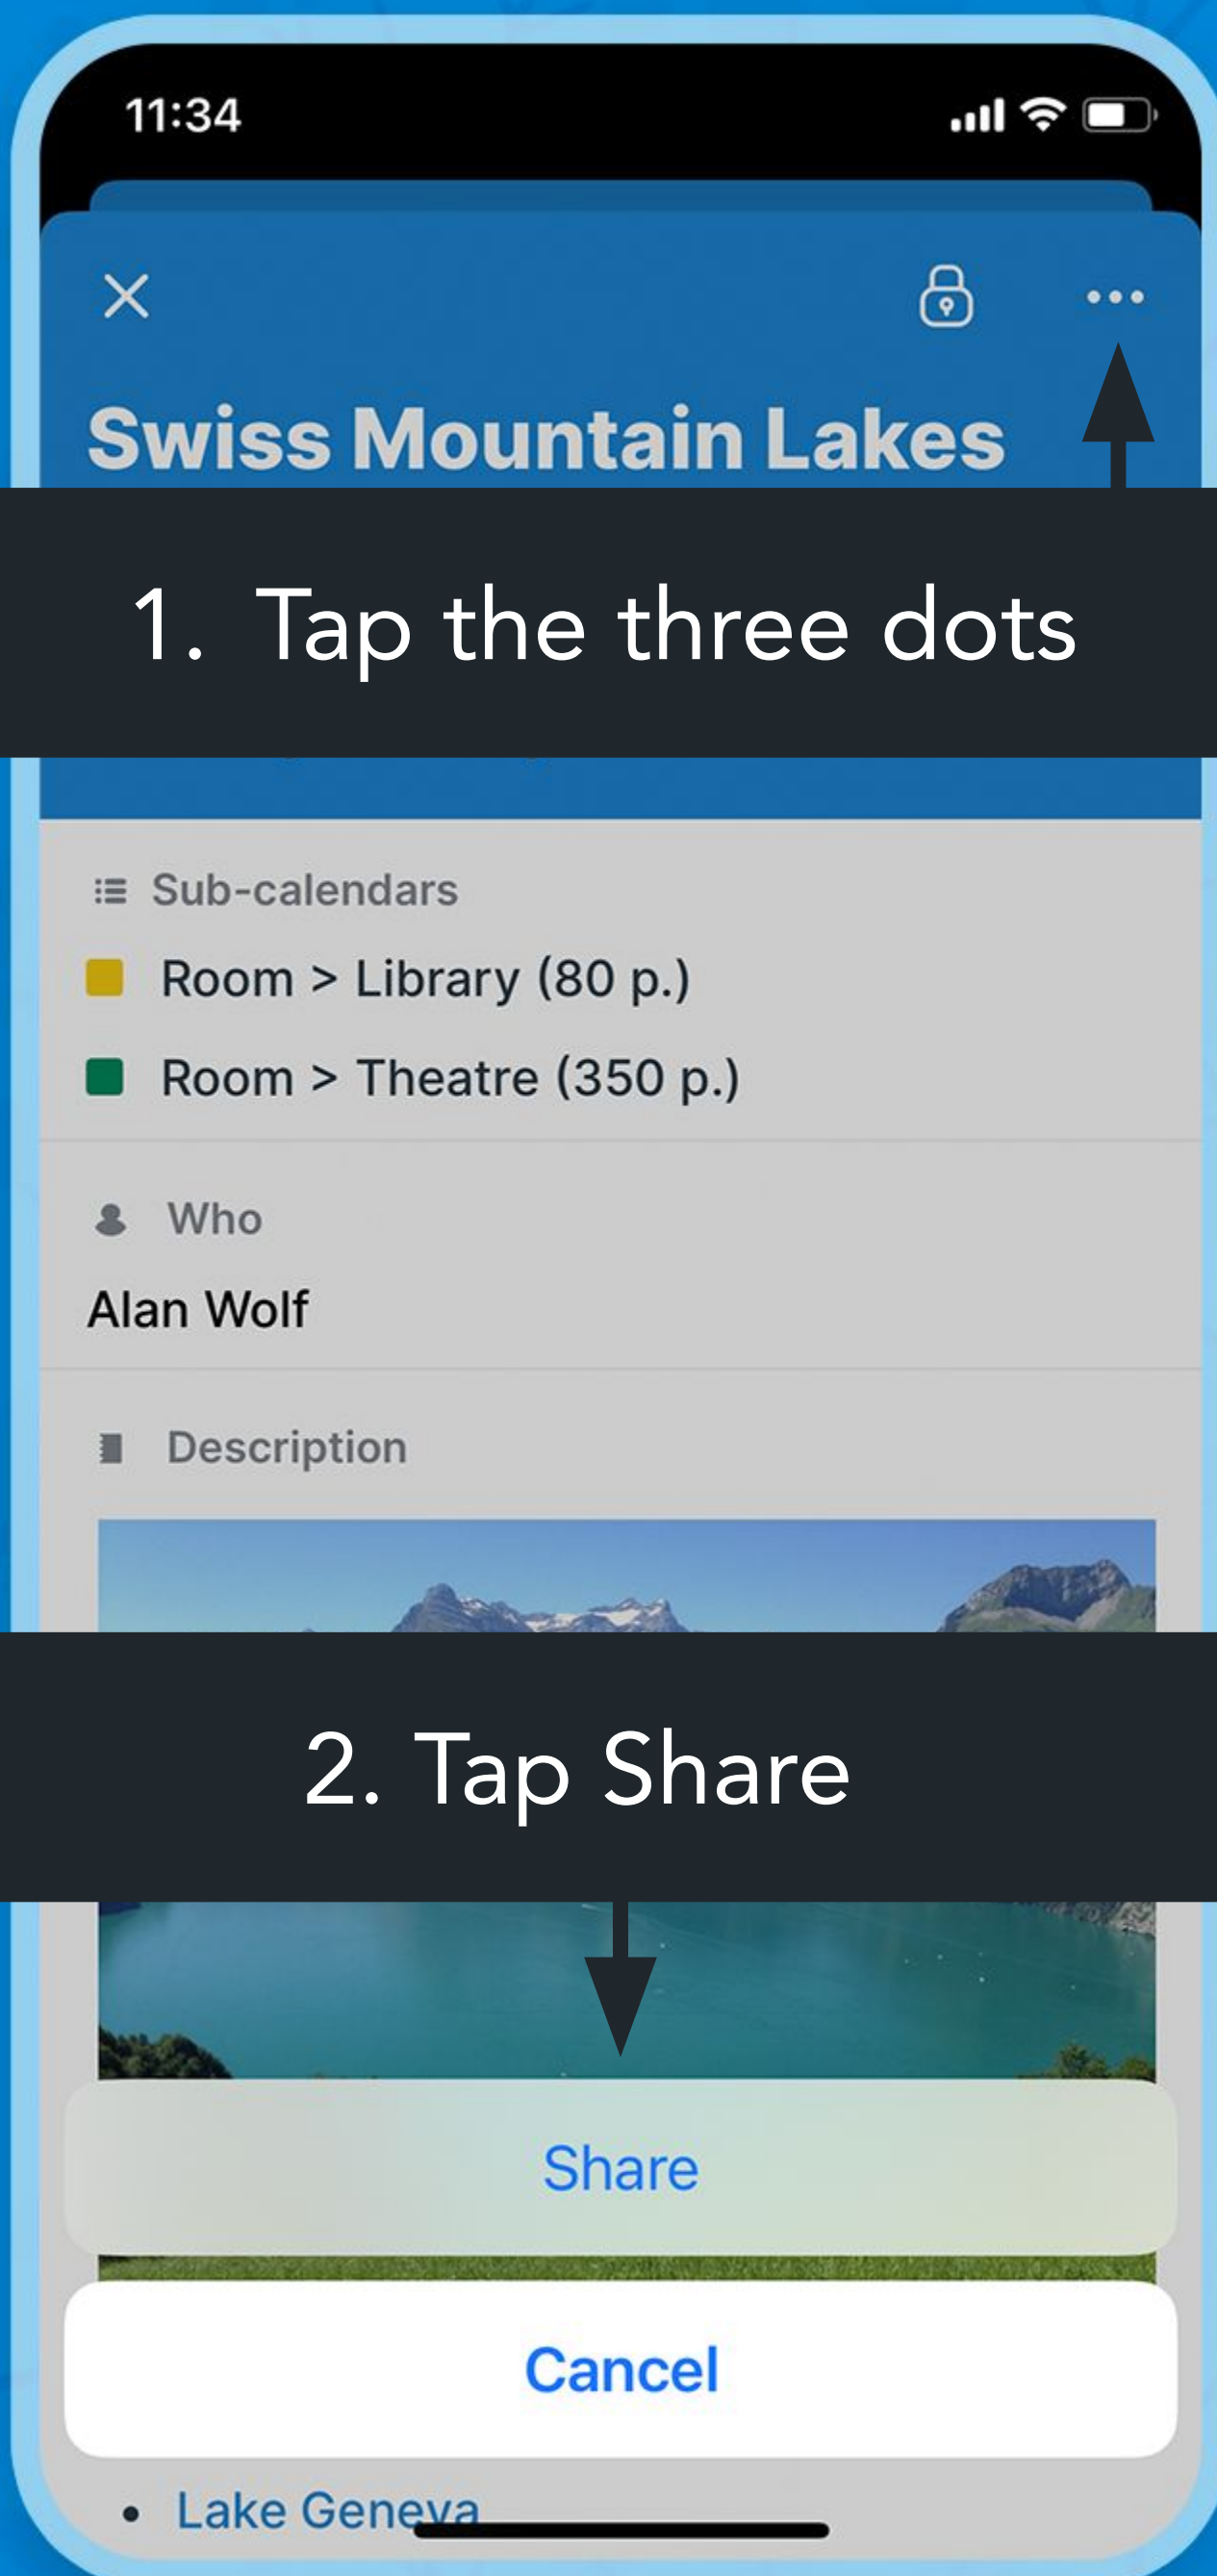 11:34
Swiss Mountain Lakes
1. Tap the three dots
Sub-calendars
Room > Library (80 p.)
Room > Theatre (350 p.)
Who
Alan Wolf
Description
2. Tap Share
Share
Cancel
• Lake Geneva